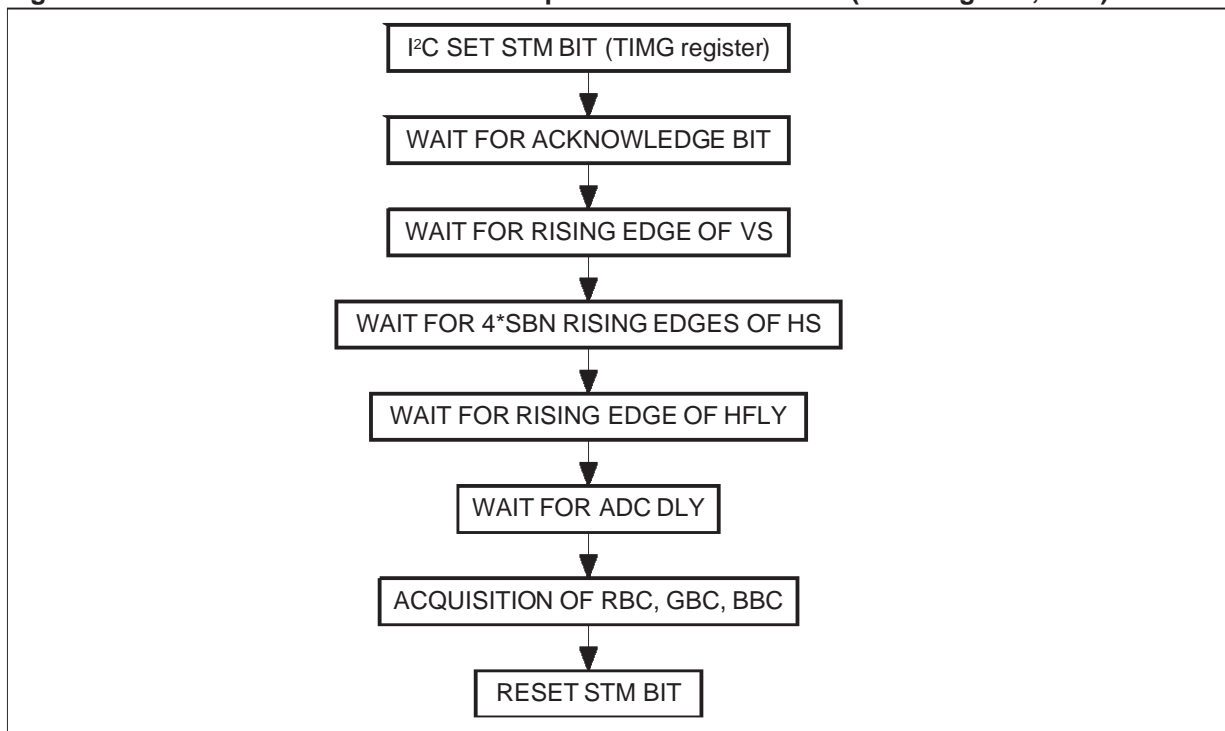 I²C SET STM BIT (TIMG register)
WAIT FOR ACKNOWLEDGE BIT
WAIT FOR RISING EDGE OF VS
WAIT FOR 4*SBN RISING EDGES OF HS
WAIT FOR RISING EDGE OF HFLY
WAIT FOR ADC DLY
ACQUISITION OF RBC, GBC, BBC
RESET STM BIT